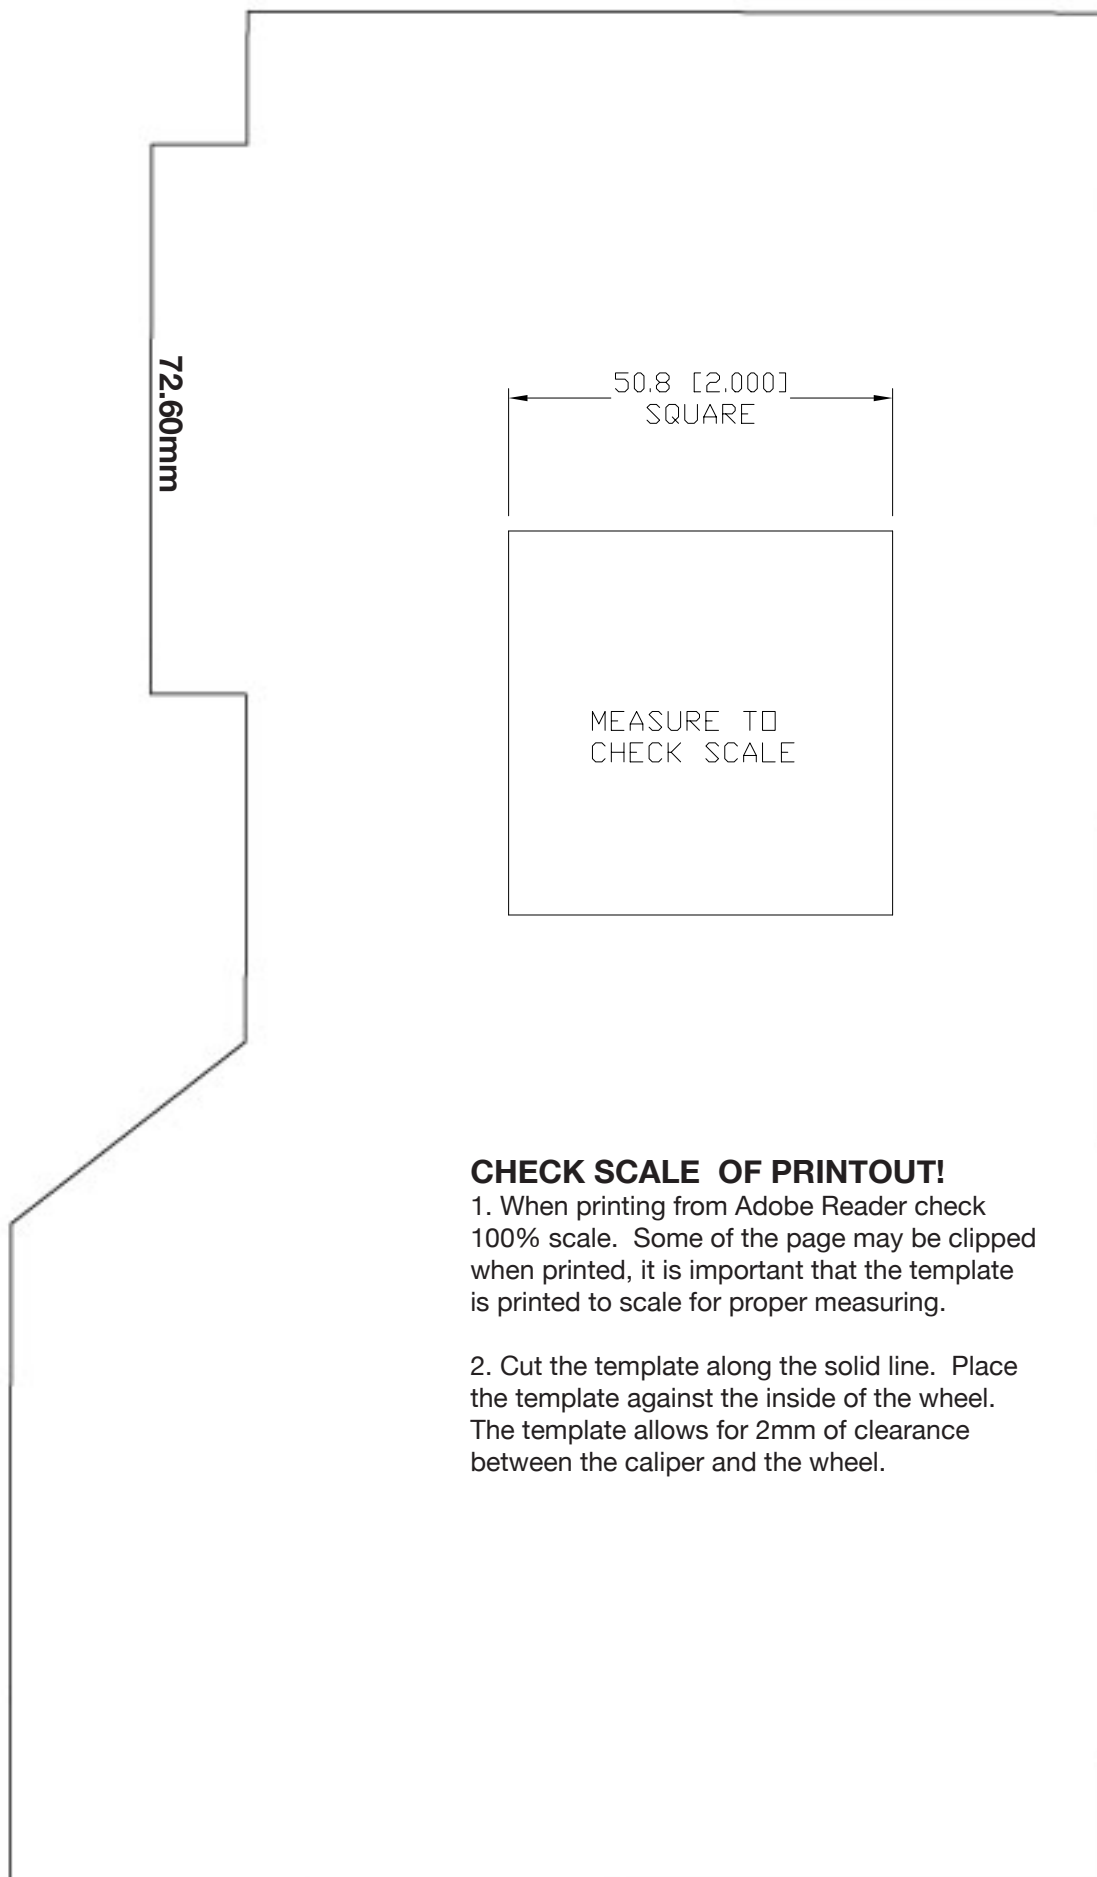 72.60mm
50.8 [2.000]
SQUARE
MEASURE TO
CHECK SCALE
CHECK SCALE  OF PRINTOUT!
1. When printing from Adobe Reader check
100% scale.  Some of the page may be clipped
when printed, it is important that the template
is printed to scale for proper measuring.
2. Cut the template along the solid line.  Place
the template against the inside of the wheel.
The template allows for 2mm of clearance
between the caliper and the wheel.